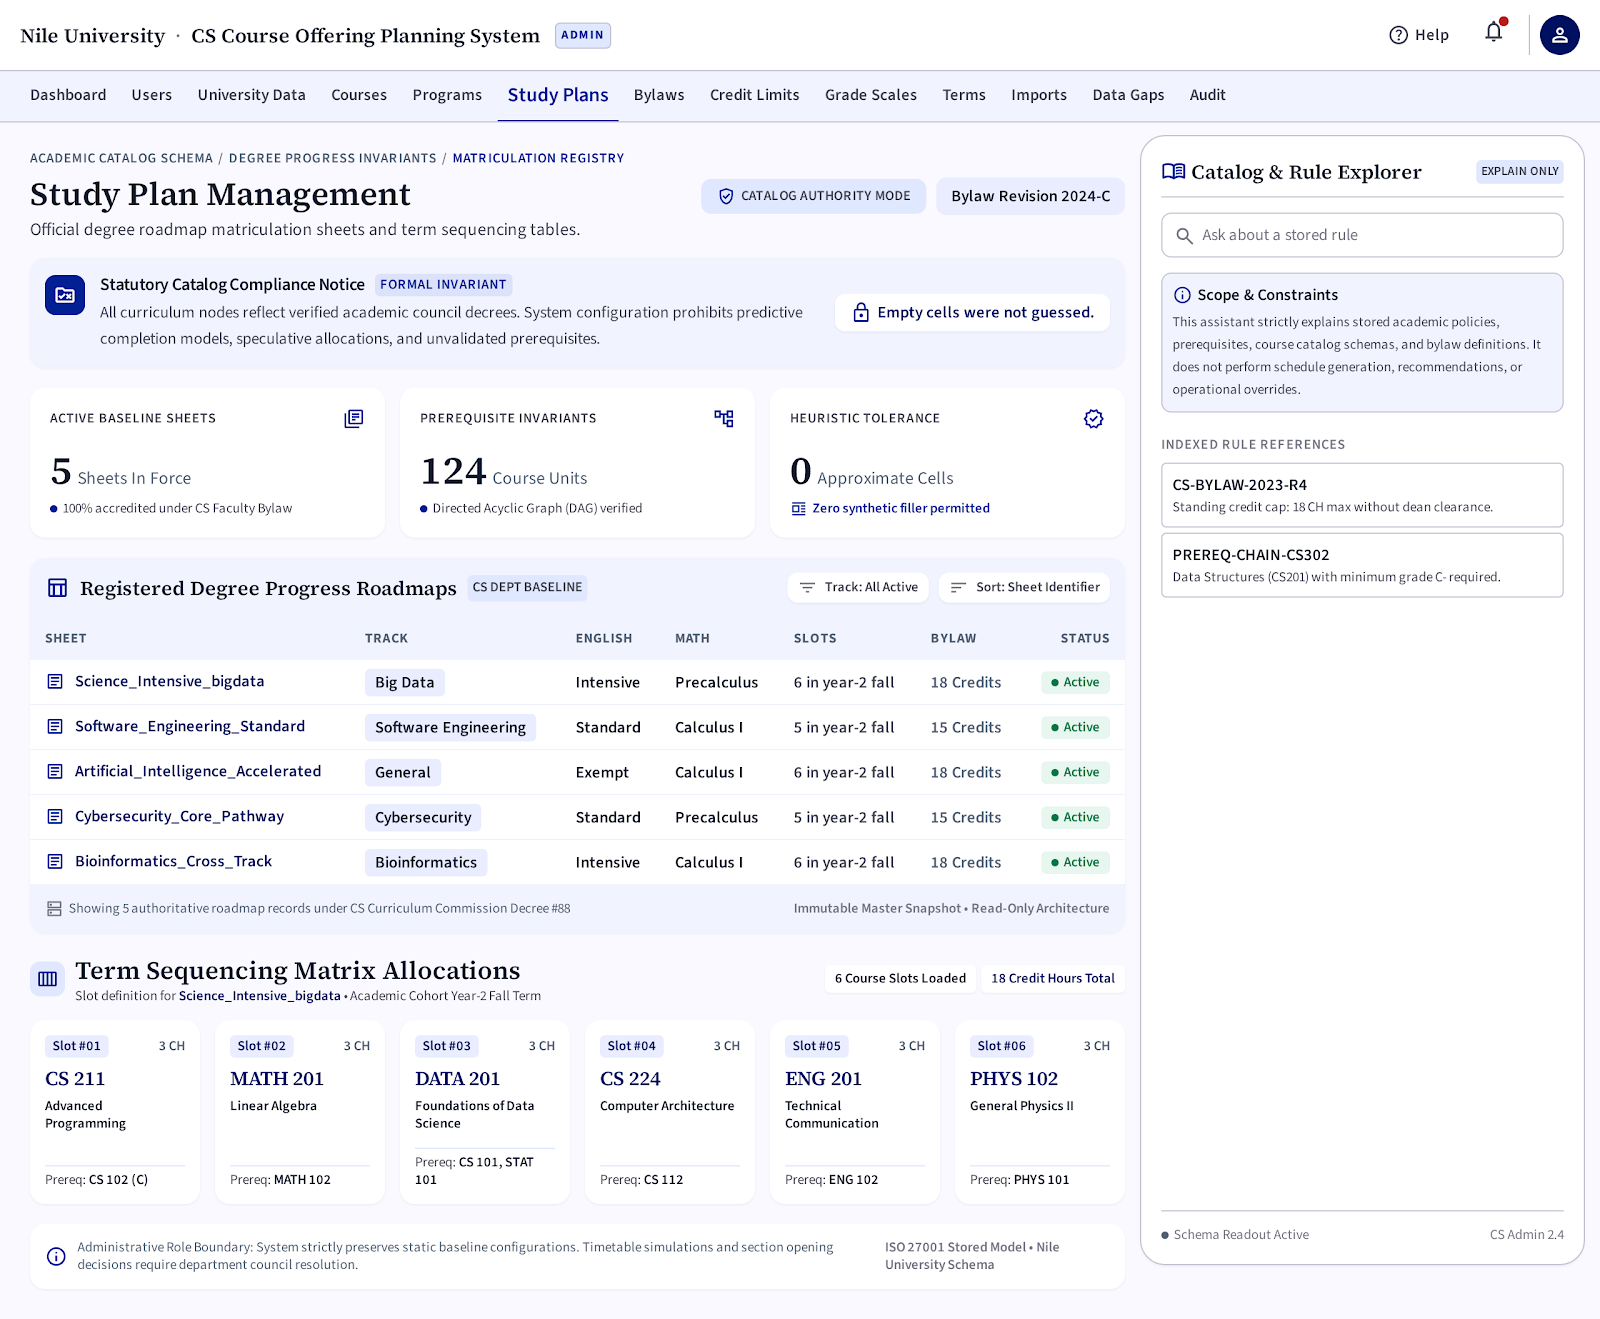 Nile University · CS Course Offering Planning System ADMIN
Help
Dashboard Users University Data Courses Programs Study Plans Bylaws Credit Limits Grade Scales Terms Imports Data Gaps Audit
ACADEMIC CATALOG SCHEMA / DEGREE PROGRESS INVARIANTS / MATRICULATION REGISTRY
Study Plan Management
CATALOG AUTHORITY MODE
Bylaw Revision 2024-C
Official degree roadmap matriculation sheets and term sequencing tables.
Statutory Catalog Compliance Notice FORMAL INVARIANT
All curriculum nodes reflect verified academic council decrees. System configuration prohibits predictive
completion models, speculative allocations, and unvalidated prerequisites.
Empty cells were not guessed.
ACTIVE BASELINE SHEETS
5 Sheets In Force
100% accredited under CS Faculty Bylaw
PREREQUISITE INVARIANTS
124 Course Units
Directed Acyclic Graph (DAG) verified
HEURISTIC TOLERANCE
0 Approximate Cells
Zero synthetic filler permitted
Registered Degree Progress Roadmaps CS DEPT BASELINE
Track: All Active
Sort: Sheet Identifier
SHEET TRACK ENGLISH MATH SLOTS BYLAW STATUS
Science_Intensive_bigdata Big Data Intensive Precalculus 6 in year-2 fall 18 Credits Active
Software_Engineering_Standard Software Engineering Standard Calculus I 5 in year-2 fall 15 Credits Active
Artificial_Intelligence_Accelerated General Exempt Calculus I 6 in year-2 fall 18 Credits Active
Cybersecurity_Core_Pathway Cybersecurity Standard Precalculus 5 in year-2 fall 15 Credits Active
Bioinformatics_Cross_Track Bioinformatics Intensive Calculus I 6 in year-2 fall 18 Credits Active
Showing 5 authoritative roadmap records under CS Curriculum Commission Decree #88
Immutable Master Snapshot • Read-Only Architecture
Term Sequencing Matrix Allocations
Slot definition for Science_Intensive_bigdata • Academic Cohort Year-2 Fall Term
6 Course Slots Loaded
18 Credit Hours Total
Slot #01 3 CH
CS 211
Advanced
Programming
Prereq: CS 102 (C)
Slot #02 3 CH
MATH 201
Linear Algebra
Prereq: MATH 102
Slot #03 3 CH
DATA 201
Foundations of Data
Science
Prereq: CS 101, STAT
101
Slot #04 3 CH
CS 224
Computer Architecture
Prereq: CS 112
Slot #05 3 CH
ENG 201
Technical
Communication
Prereq: ENG 102
Slot #06 3 CH
PHYS 102
General Physics II
Prereq: PHYS 101
Administrative Role Boundary: System strictly preserves static baseline configurations. Timetable simulations and section opening
decisions require department council resolution.
ISO 27001 Stored Model • Nile
University Schema
Catalog & Rule Explorer EXPLAIN ONLY
Ask about a stored rule
Scope & Constraints
This assistant strictly explains stored academic policies,
prerequisites, course catalog schemas, and bylaw definitions. It
does not perform schedule generation, recommendations, or
operational overrides.
INDEXED RULE REFERENCES
CS-BYLAW-2023-R4
Standing credit cap: 18 CH max without dean clearance.
PREREQ-CHAIN-CS302
Data Structures (CS201) with minimum grade C- required.
Schema Readout Active
CS Admin 2.4